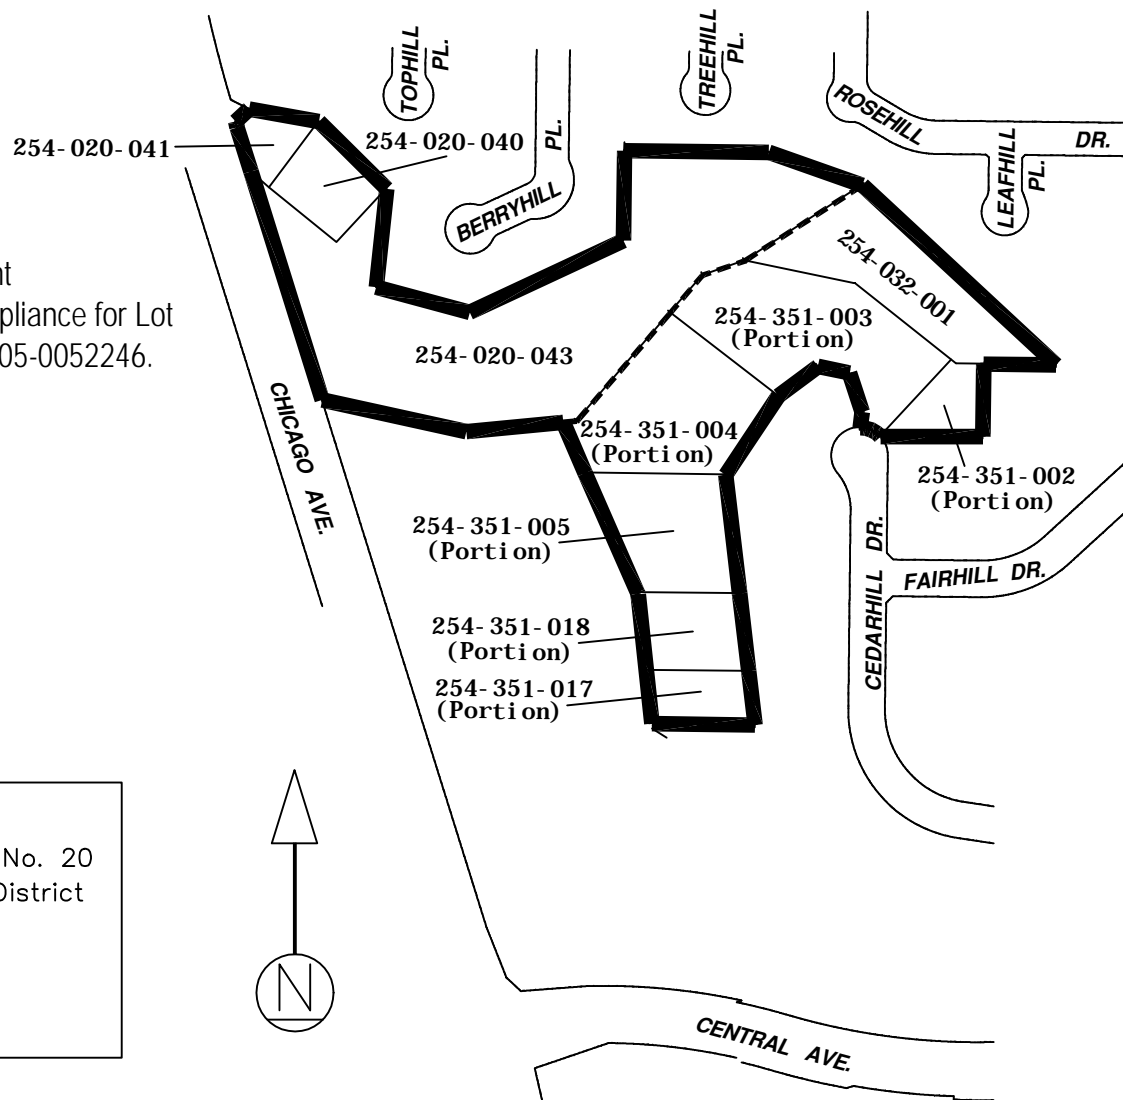 TOPHILL
PL.
TREEHILL
PL.
ROSEHILL
DR.
LEAFHILL
PL.
BERRYHILL
PL.
254-020-041
254-020-040
nt
pliance for Lot
05-0052246.
254-032-001
254-351-003
(Portion)
254-020-043
CHICAGO AVE.
254-351-004
(Portion)
254-351-002
(Portion)
254-351-005
(Portion)
CEDARHILL DR.
FAIRHILL DR.
254-351-018
(Portion)
254-351-017
(Portion)
No. 20
District
N
CENTRAL AVE.